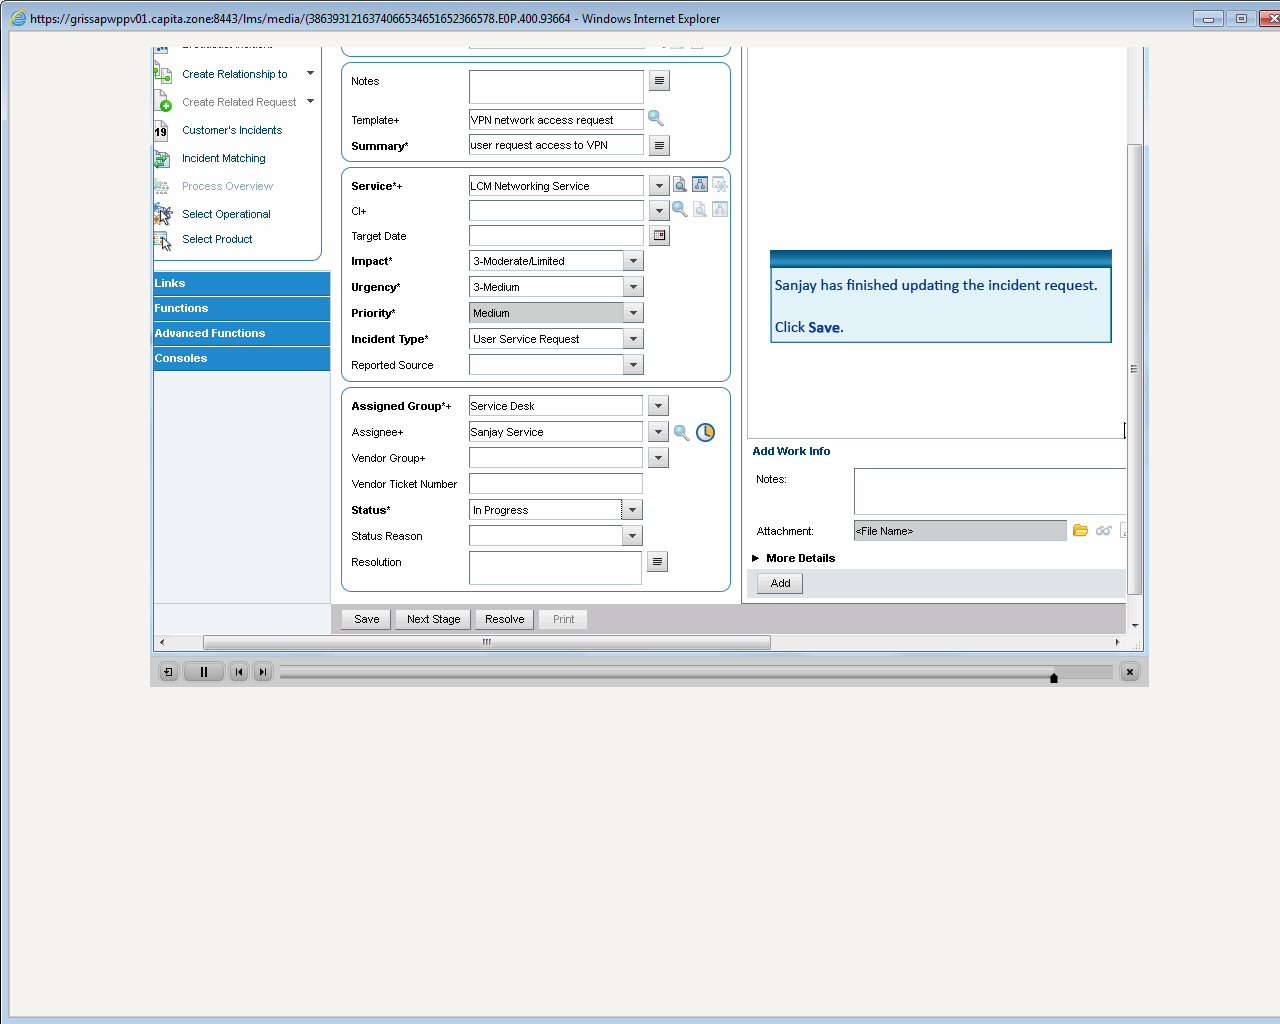 https://grissapwppv01.capita.zone:8443/lms/media/(3863931216374066534651652366578.E0P.400.93664 - Windows Internet Explorer
Create Relationship to
Create Related Request
Customer's Incidents
Incident Matching
Process Overview
Select Operational
Select Product
Links
Functions
Advanced Functions
Consoles
Notes
Template+
VPN network access request
Summary*
user request access to VPN
Service*+
LCM Networking Service
CI+
Target Date
Impact*
3-Moderate/Limited
Urgency*
3-Medium
Priority*
Medium
Incident Type*
User Service Request
Reported Source
Assigned Group*+
Service Desk
Assignee+
Sanjay Service
Vendor Group+
Vendor Ticket Number
Status*
In Progress
Status Reason
Resolution
Save
Next Stage
Resolve
Print
Sanjay has finished updating the incident request.
Click Save.
Add Work Info
Notes:
Attachment:
<File Name>
More Details
Add